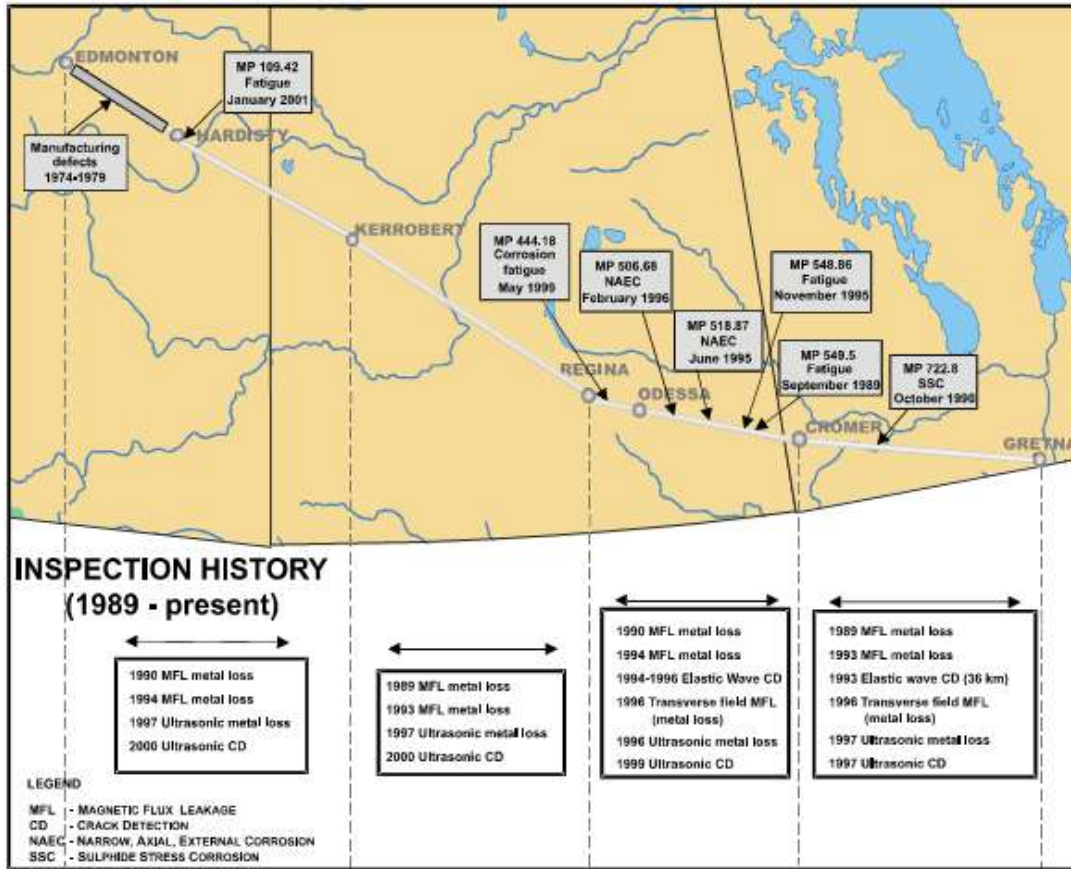 EDMONTON
MP 109.42
Fatigue
January 2001
HARDISTY
Manufacturing
defects
1974-1979
KERROBERT
MP 444.18
Corrosion
fatigue
May 1999
MP 506.68
NAEC
February 1996
MP 548.86
Fatigue
November 1995
MP 518.87
NAEC
June 1995
MP 549.5
Fatigue
September 1989
MP 722.8
SSC
October 1990
REGINA
ODESSA
CROMER
GRETNA
INSPECTION HISTORY
(1989 - present)
1990 MFL metal loss
1994 MFL metal loss
1997 Ultrasonic metal loss
2000 Ultrasonic CD
1989 MFL metal loss
1993 MFL metal loss
1997 Ultrasonic metal loss
2000 Ultrasonic CD
1990 MFL metal loss
1994 MFL metal loss
1994-1996 Elastic Wave CD
1996 Transverse field MFL
(metal loss)
1996 Ultrasonic metal loss
1999 Ultrasonic CD
1989 MFL metal loss
1993 MFL metal loss
1993 Elastic wave CD (36 km)
1996 Transverse field MFL
(metal loss)
1997 Ultrasonic metal loss
1997 Ultrasonic CD
LEGEND
MFL - MAGNETIC FLUX LEAKAGE
CD - CRACK DETECTION
NAEC - NARROW, AXIAL, EXTERNAL CORROSION
SSC - SULPHIDE STRESS CORROSION